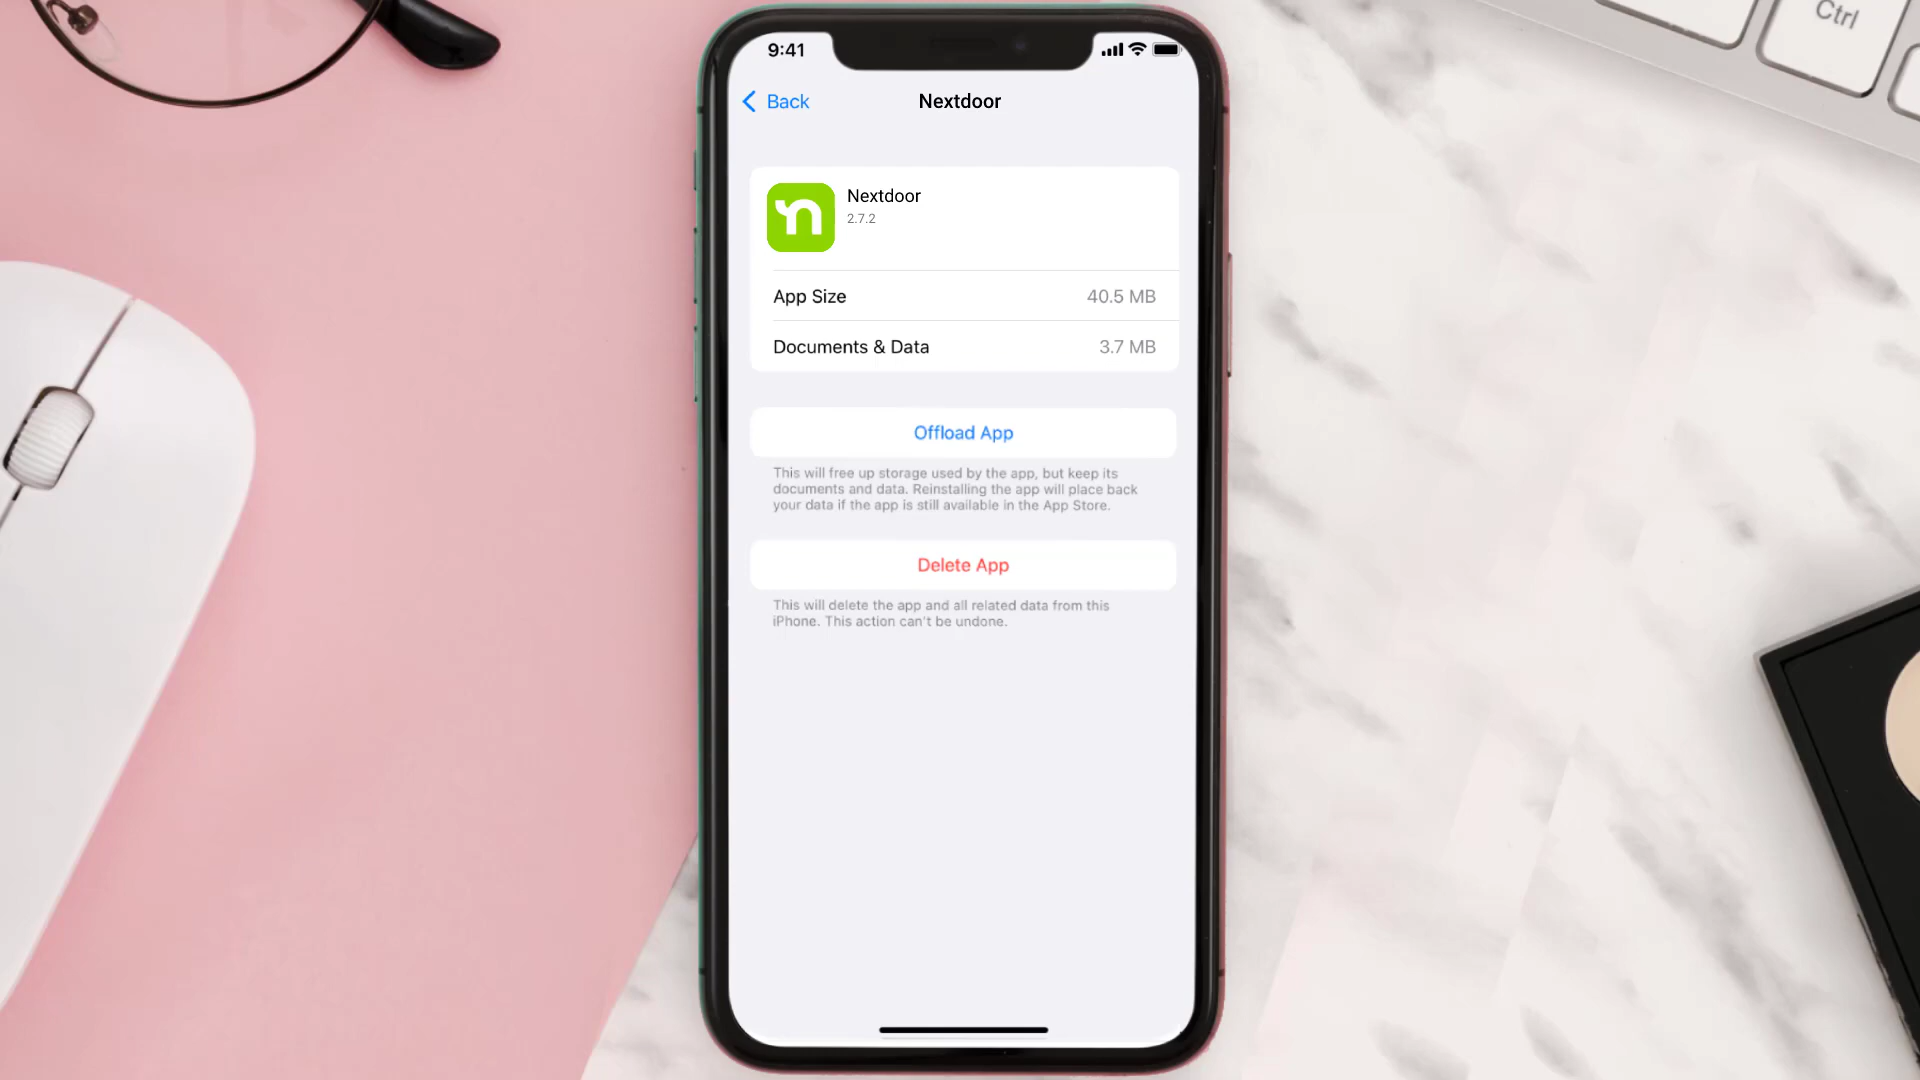 Ctrl
9:41
Back
Nextdoor
Nextdoor
2.7.2
App Size
40.5 MB
Documents & Data
3.7 MB
Offload App
This will free up storage used by the app, but keep its
documents and data. Reinstalling the app will place back
your data if the app is still available in the App Store.
Delete App
This will delete the app and all related data from this
iPhone. This action can't be undone.